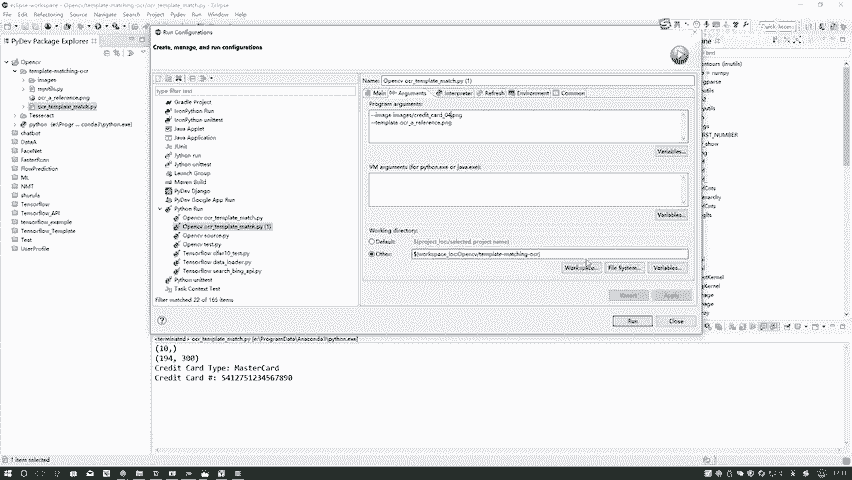 eclipse-workspace - Opencv/template-matching-ocr/ocr_template_match.py - Eclipse
File Edit Refactor Source Navigate Search Project Pydev Run Window Help
PyDev Package Explorer
Opencv
template-matching-ocr
images
myutils.py
ocr_a_reference.png
ocr_template_match.py
Tesseract
chatbot
DataA
FaceNet
FlowPrediction
ML
NMT
Tensorflow
Tensorflow_API
tensorflow_example
Tensorflow_Template
Test
UserProfile
Run Configurations
Create, manage, and run configurations
type filter text
Gradle Project
IronPython Run
IronPython unittest
Java Applet
Java Application
JUnit
Jython run
Jython unittest
Launch Group
Maven Build
PyDev Django
PyDev Google App Run
Python Run
Opencv ocr_template_match.py
Opencv ocr_template_match.py (1)
Opencv source.py
Opencv test.py
Tensorflow cifar10_test.py
Tensorflow data_loader.py
Tensorflow search_bing_api.py
Python unittest
Task Context Test
Filter matched 22 of 165 items
Name: Opencv ocr_template_match.py (1)
Main Arguments Interpreter Refresh Environment Common
Program arguments:
--image images/credit_card_04.png
--template ocr_a_reference.png
Variables...
VM arguments (for python.exe or java.exe):
Variables...
Working directory:
Default: ${project_loc/selected project name}
Other: ${workspace_loc:Opencv/template-matching-ocr}
Workspace... File System... Variables...
Revert Apply
Run Close
<terminated> ocr_template_match.py [e:\ProgramData\Anaconda3\python.exe]
(10,)
(194, 300)
Credit Card Type: MasterCard
Credit Card #: 5412751234567890
1 item selected